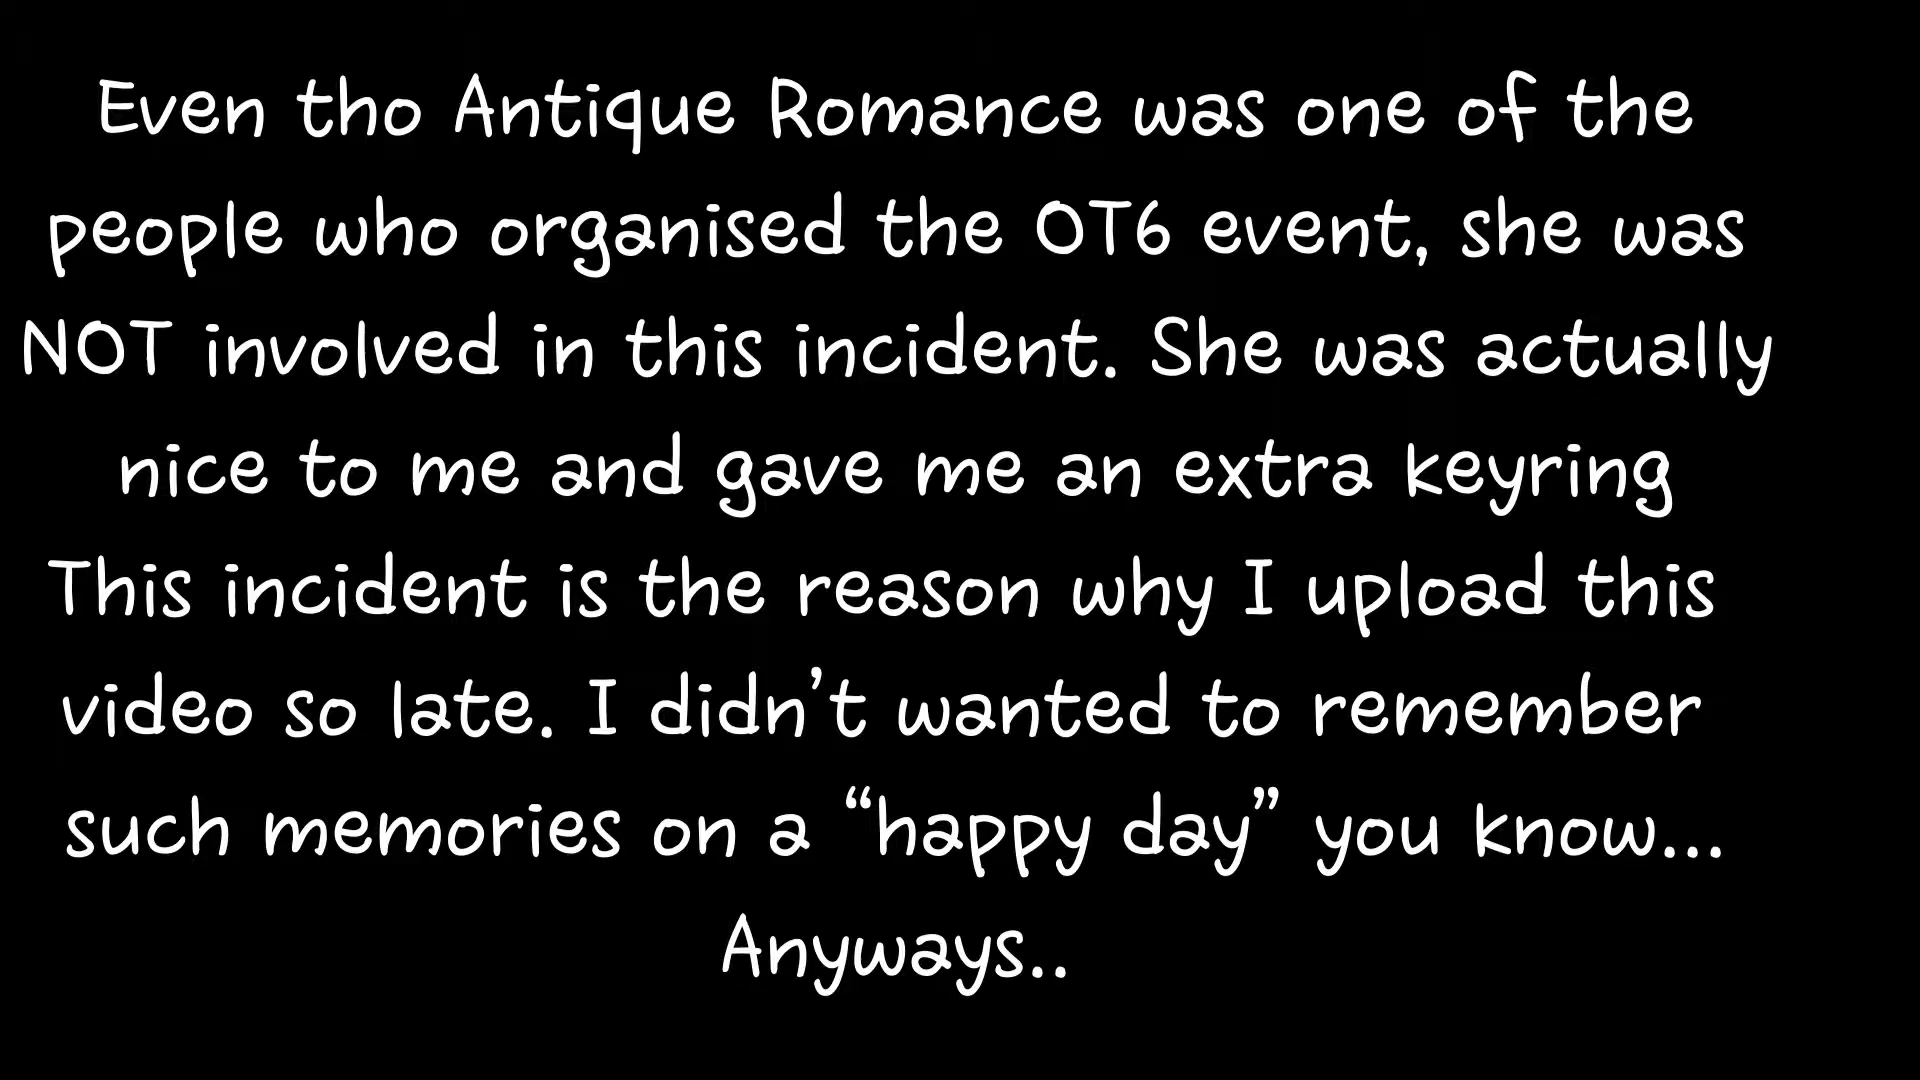 Even tho Antique Romance was one of the
people who organised the OT6 event, she was
NOT involved in this incident. She was actually
nice to me and gave me an extra keyring
This incident is the reason why I upload this
video so late. I didn't wanted to remember
such memories on a “happy day” you know...
Anyways..